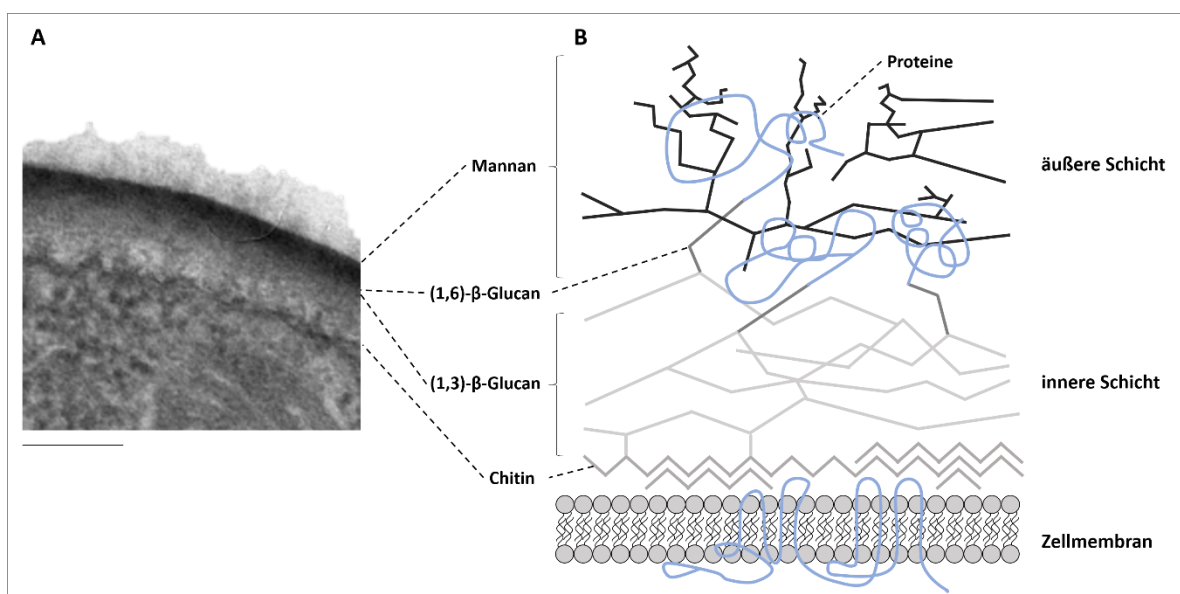 A
B
Proteine
Mannan
äußere Schicht
(1,6)-β-Glucan
(1,3)-β-Glucan
innere Schicht
Chitin
Zellmembran